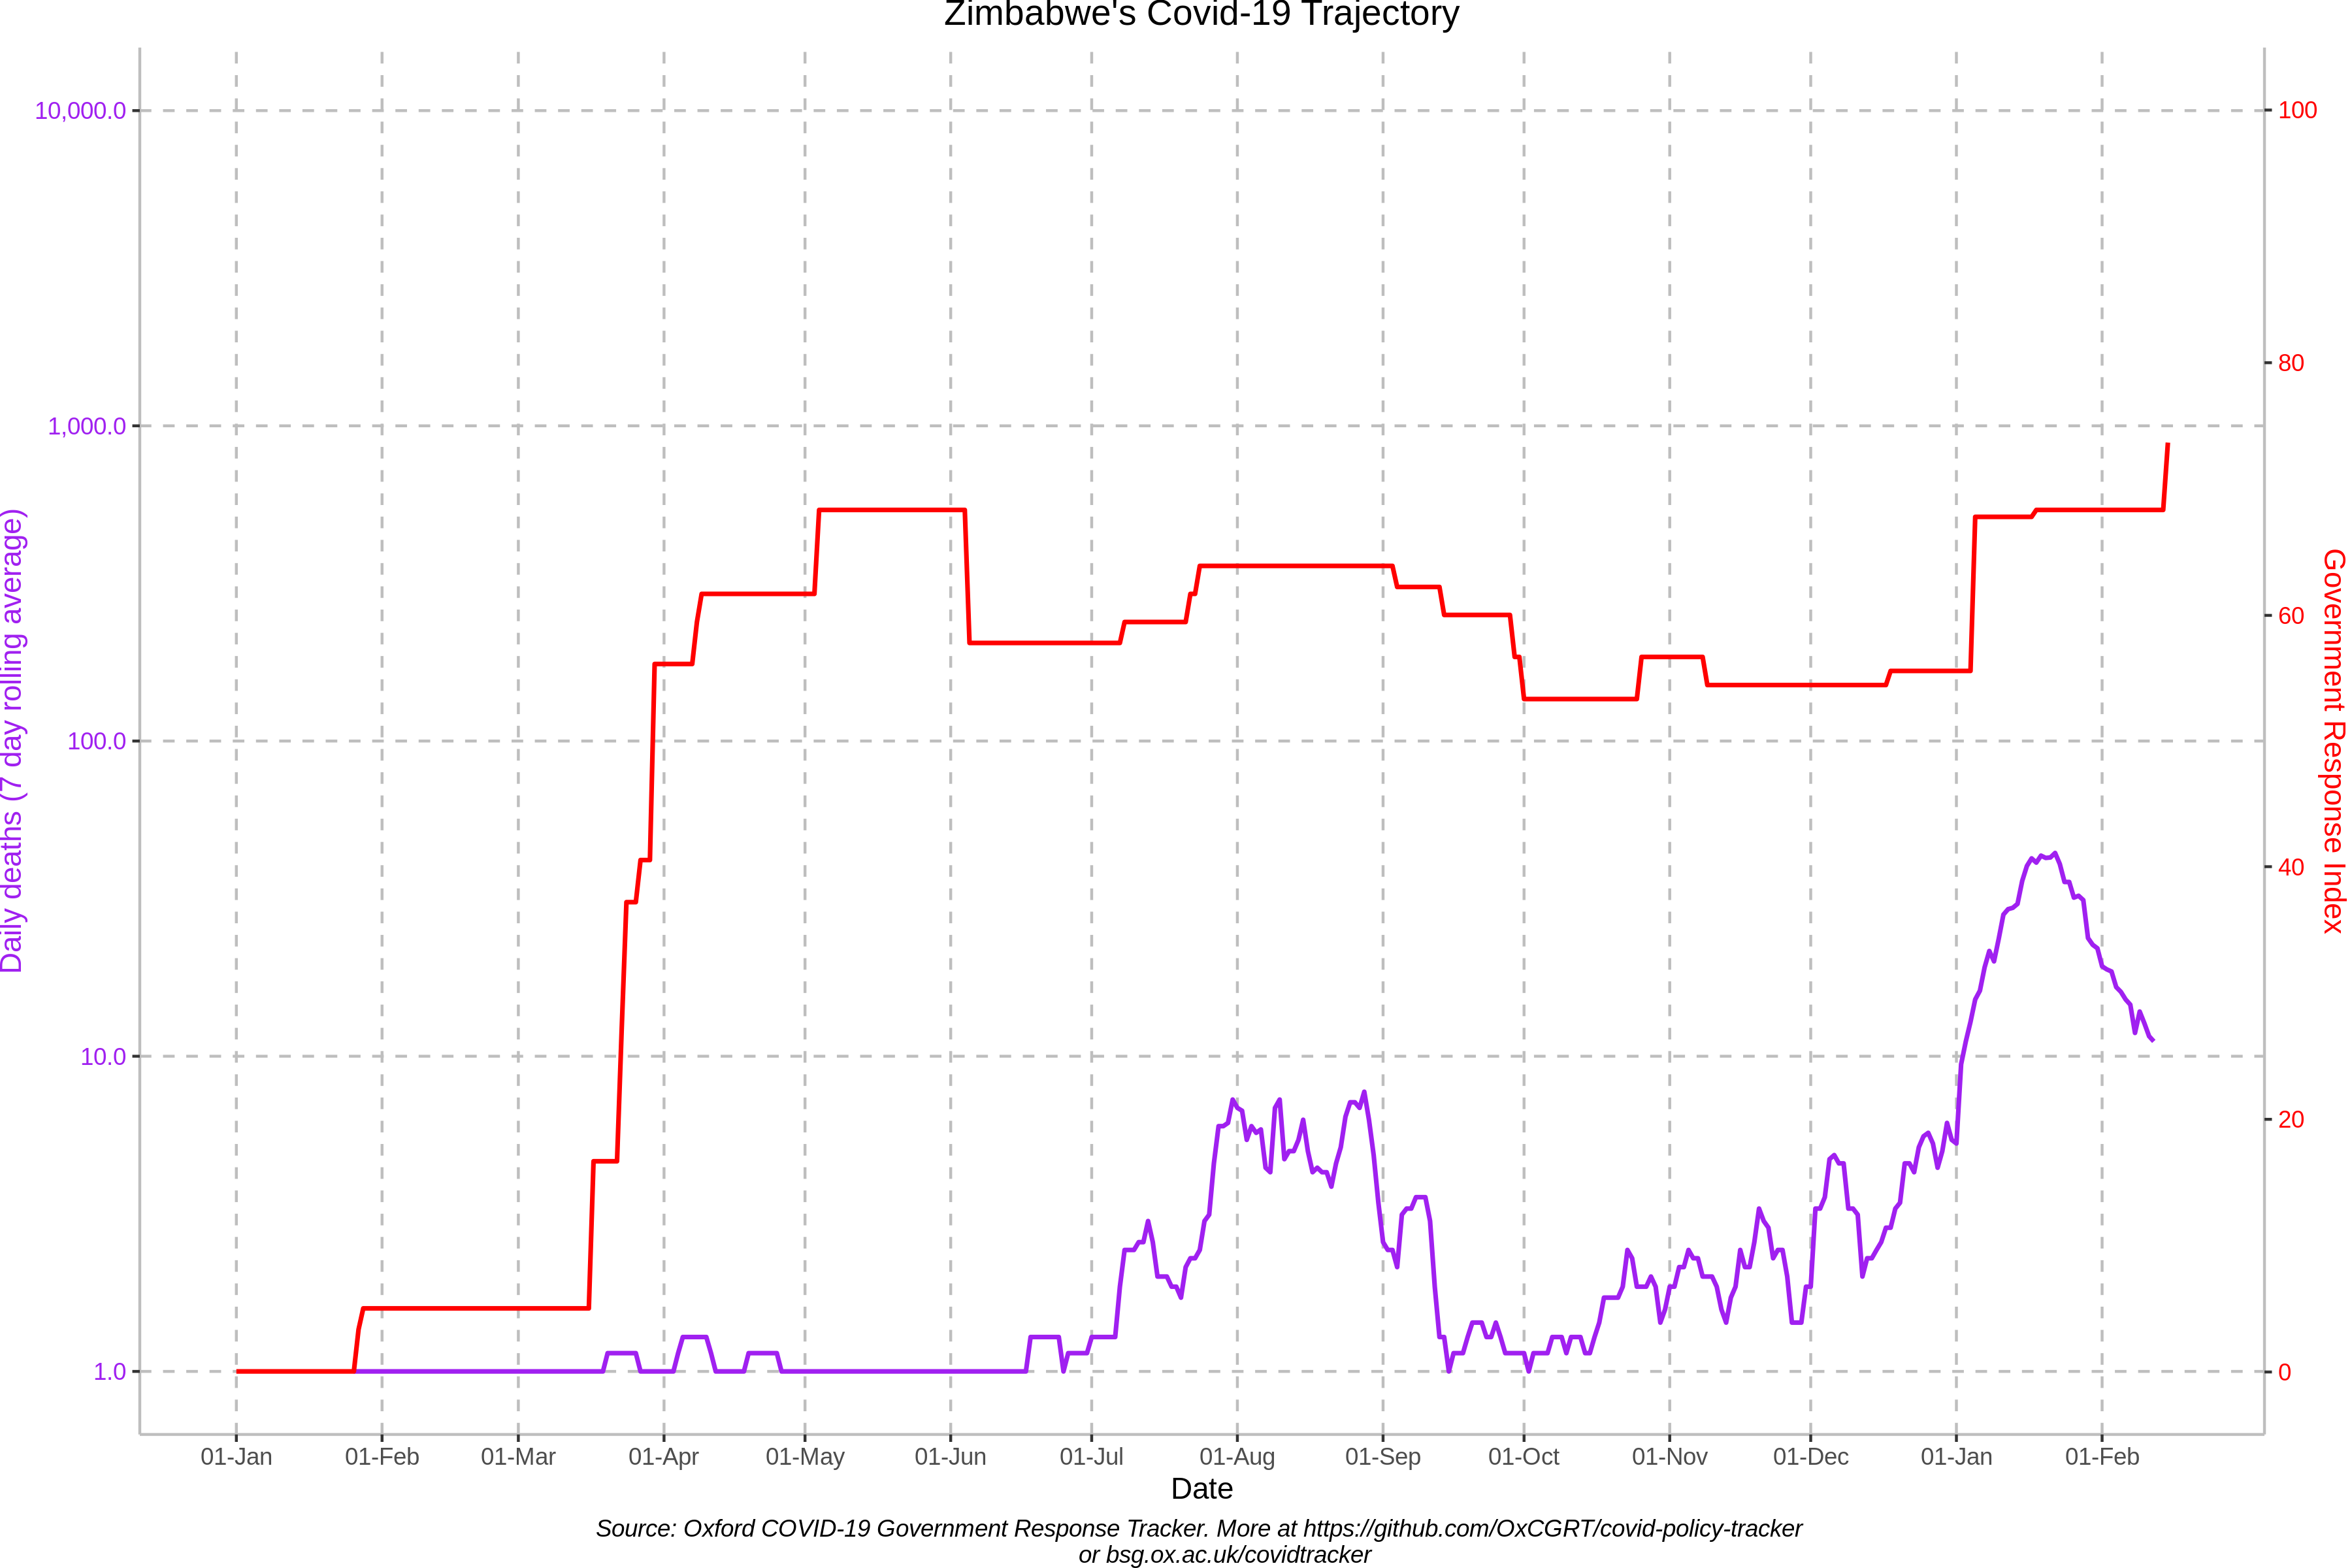 Zimbabwe's Covid-19 Trajectory
Daily deaths (7 day rolling average)
10,000.0
1,000.0
100.0
10.0
1.0
100
80
60
40
20
0
Government Response Index
01-Jan 01-Feb 01-Mar 01-Apr 01-May 01-Jun 01-Jul 01-Aug 01-Sep 01-Oct 01-Nov 01-Dec 01-Jan 01-Feb
Date
Source: Oxford COVID-19 Government Response Tracker. More at https://github.com/OxCGRT/covid-policy-tracker
or bsg.ox.ac.uk/covidtracker